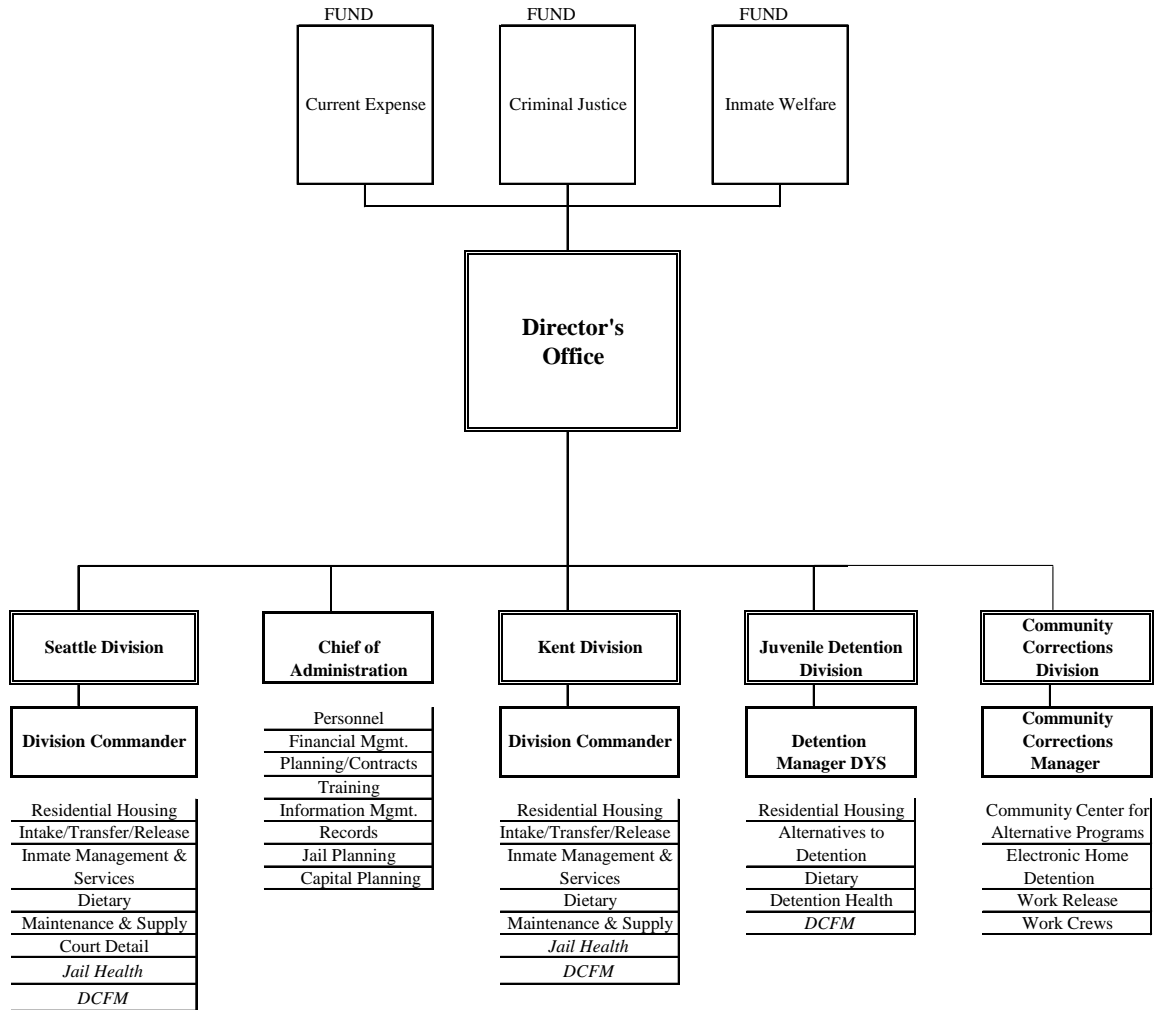 FUND
FUND
FUND
Current Expense
Criminal Justice
Inmate Welfare
Director's
Office
Seattle Division
Division Commander
Residential Housing
Intake/Transfer/Release
Inmate Management &
Services
Dietary
Maintenance & Supply
Court Detail
Jail Health
DCFM
Chief of
Administration
Personnel
Financial Mgmt.
Planning/Contracts
Training
Information Mgmt.
Records
Jail Planning
Capital Planning
Kent Division
Division Commander
Residential Housing
Intake/Transfer/Release
Inmate Management &
Services
Dietary
Maintenance & Supply
Jail Health
DCFM
Juvenile Detention
Division
Detention
Manager DYS
Residential Housing
Alternatives to
Detention
Dietary
Detention Health
DCFM
Community
Corrections
Division
Community
Corrections
Manager
Community Center for
Alternative Programs
Electronic Home
Detention
Work Release
Work Crews